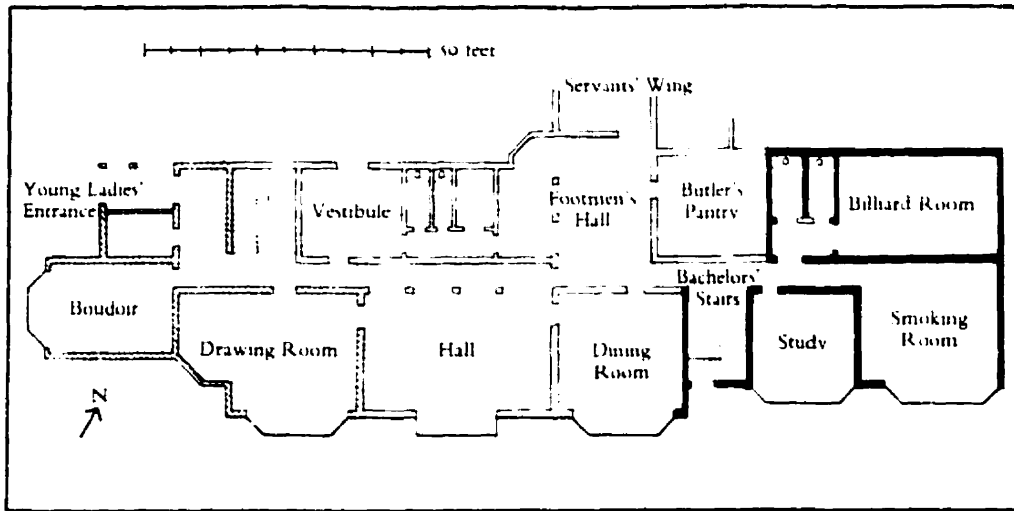 50 feet
Servants' Wing
Young Ladies'
Entrance
Vestibule
Footmen's
Hall
Butler's
Pantry
Billiard Room
Boudoir
Drawing Room
Hall
Dining
Room
Bachelors'
Stairs
Study
Smoking
Room
N